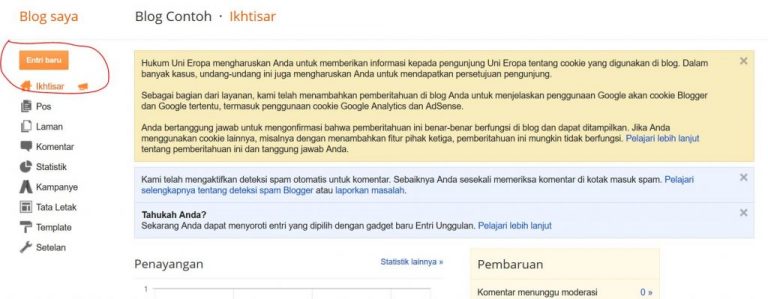 Blog saya
Blog Contoh · Ikhtisar
Entri baru
Ikhtisar
Pos
Laman
Komentar
Statistik
Kampanye
Tata Letak
Template
Setelan
Hukum Uni Eropa mengharuskan Anda untuk memberikan informasi kepada pengunjung Uni Eropa tentang cookie yang digunakan di blog. Dalam
banyak kasus, undang-undang ini juga mengharuskan Anda untuk mendapatkan persetujuan pengunjung.
Sebagai bagian dari layanan, kami telah menambahkan pemberitahuan di blog Anda untuk menjelaskan penggunaan Google akan cookie Blogger
dan Google tertentu, termasuk penggunaan cookie Google Analytics dan AdSense.
Anda bertanggung jawab untuk mengonfirmasi bahwa pemberitahuan ini benar-benar berfungsi di blog dan dapat ditampilkan. Jika Anda
menggunakan cookie lainnya, misalnya dengan menambahkan fitur pihak ketiga, pemberitahuan ini mungkin tidak berfungsi. Pelajari lebih lanjut
tentang pemberitahuan ini dan tanggung jawab Anda.
Kami telah mengaktifkan deteksi spam otomatis untuk komentar. Sebaiknya Anda sesekali memeriksa komentar di kotak masuk spam. Pelajari
selengkapnya tentang deteksi spam Blogger atau laporkan masalah.
Tahukah Anda?
Sekarang Anda dapat menyoroti entri yang dipilih dengan gadget baru Entri Unggulan. Pelajari lebih lanjut
Penayangan
Statistik lainnya »
1
Pembaruan
Komentar menunggu moderasi 0 »